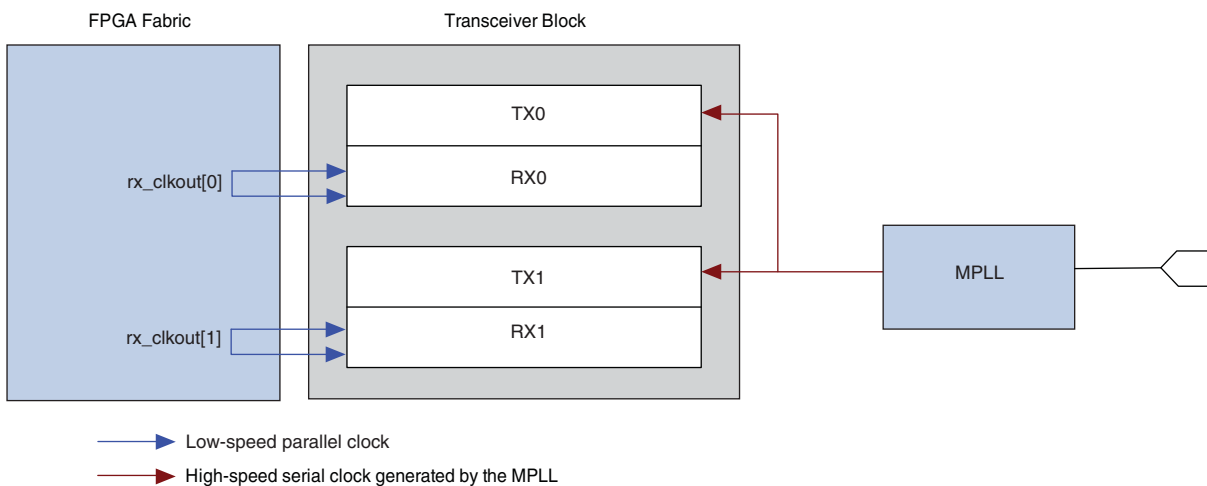 FPGA Fabric
Transceiver Block
TX0
RX0
rx_clkout[0]
TX1
RX1
rx_clkout[1]
MPLL
Low-speed parallel clock
High-speed serial clock generated by the MPLL